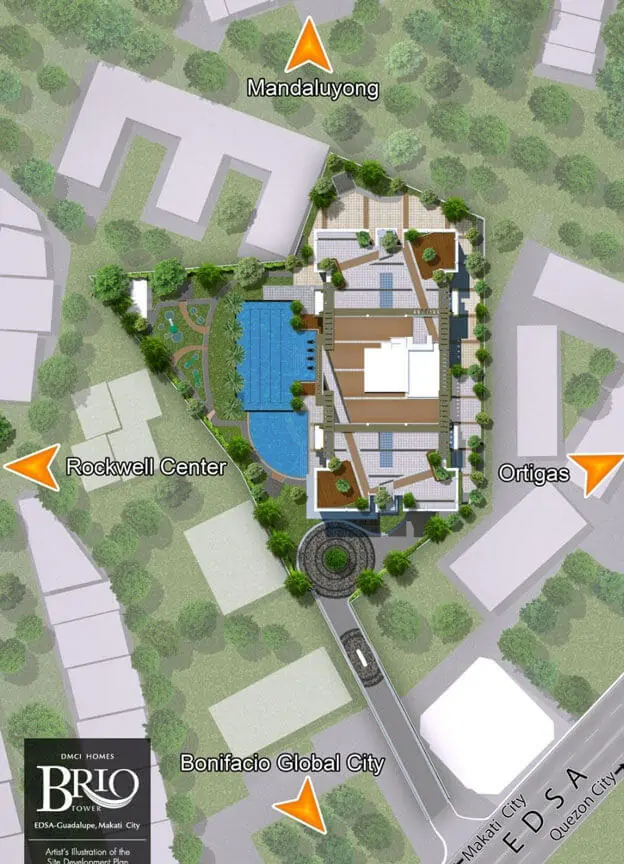 Mandaluyong
Rockwell Center
Ortigas
Bonifacio Global City
Makati City
EDSA
Quezon City
DMCI HOMES
BRIO
TOWER
EDSA-Guadalupe, Makati City
Artist's Illustration of the
Site Development Plan